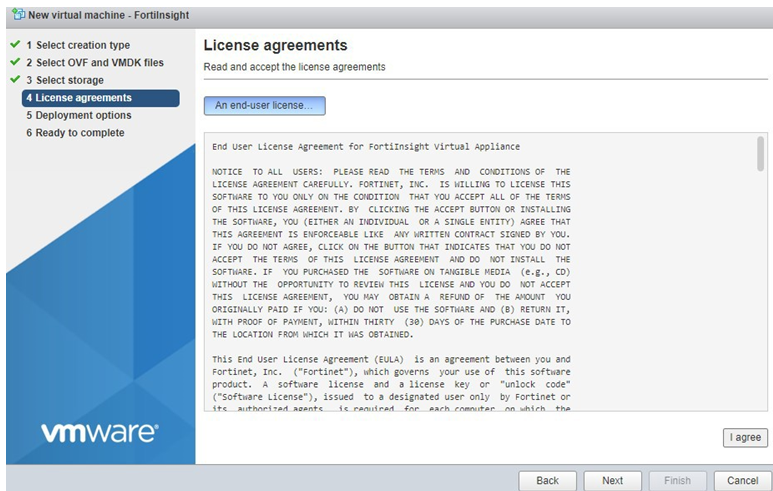 New virtual machine - FortiInsight
1 Select creation type
2 Select OVF and VMDK files
3 Select storage
4 License agreements
5 Deployment options
6 Ready to complete
vmware®
License agreements
Read and accept the license agreements
An end-user license...
End User License Agreement for FortiInsight Virtual Appliance
NOTICE TO ALL USERS: PLEASE READ THE TERMS AND CONDITIONS OF THE
LICENSE AGREEMENT CAREFULLY. FORTINET, INC. IS WILLING TO LICENSE THIS
SOFTWARE TO YOU ONLY ON THE CONDITION THAT YOU ACCEPT ALL OF THE TERMS
OF THIS LICENSE AGREEMENT. BY CLICKING THE ACCEPT BUTTON OR INSTALLING
THE SOFTWARE, YOU (EITHER AN INDIVIDUAL OR A SINGLE ENTITY) AGREE THAT
THIS AGREEMENT IS ENFORCEABLE LIKE ANY WRITTEN CONTRACT SIGNED BY YOU.
IF YOU DO NOT AGREE, CLICK ON THE BUTTON THAT INDICATES THAT YOU DO NOT
ACCEPT THE TERMS OF THIS LICENSE AGREEMENT AND DO NOT INSTALL THE
SOFTWARE. IF YOU PURCHASED THE SOFTWARE ON TANGIBLE MEDIA (e.g., CD)
WITHOUT THE OPPORTUNITY TO REVIEW THIS LICENSE AND YOU DO NOT ACCEPT
THIS LICENSE AGREEMENT, YOU MAY OBTAIN A REFUND OF THE AMOUNT YOU
ORIGINALLY PAID IF YOU: (A) DO NOT USE THE SOFTWARE AND (B) RETURN IT,
WITH PROOF OF PAYMENT, WITHIN THIRTY (30) DAYS OF THE PURCHASE DATE TO
THE LOCATION FROM WHICH IT WAS OBTAINED.
This End User License Agreement (EULA) is an agreement between you and
Fortinet, Inc. ("Fortinet"), which governs your use of this software
product. A software license and a license key or "unlock code"
("Software License"), issued to a designated user only by Fortinet or
its authorized agents, is required for each computer on which the
I agree
Back
Next
Finish
Cancel